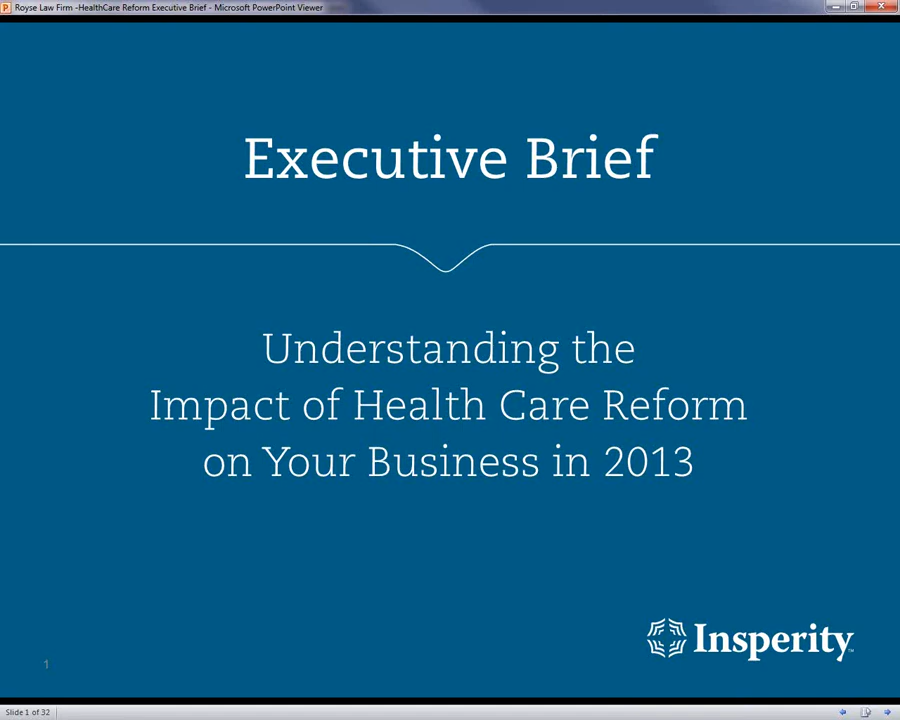 Royse Law Firm -HealthCare Reform Executive Brief - Microsoft PowerPoint Viewer
Executive Brief
Understanding the
Impact of Health Care Reform
on Your Business in 2013
Insperity™
1
Slide 1 of 32